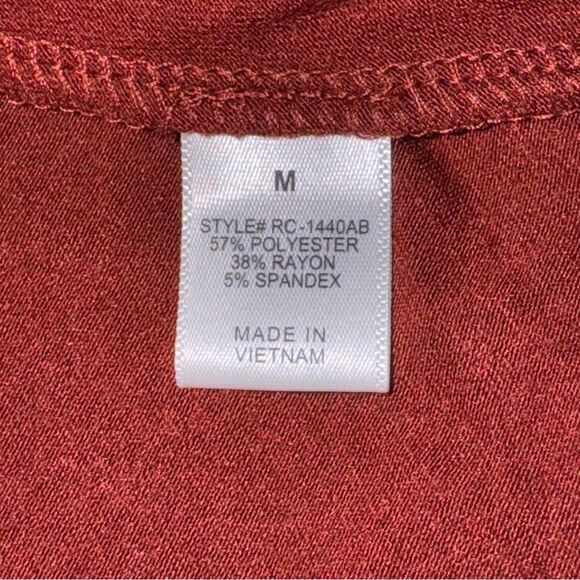 M
STYLE# RC-1440AB
57% POLYESTER
38% RAYON
5% SPANDEX
MADE IN
VIETNAM